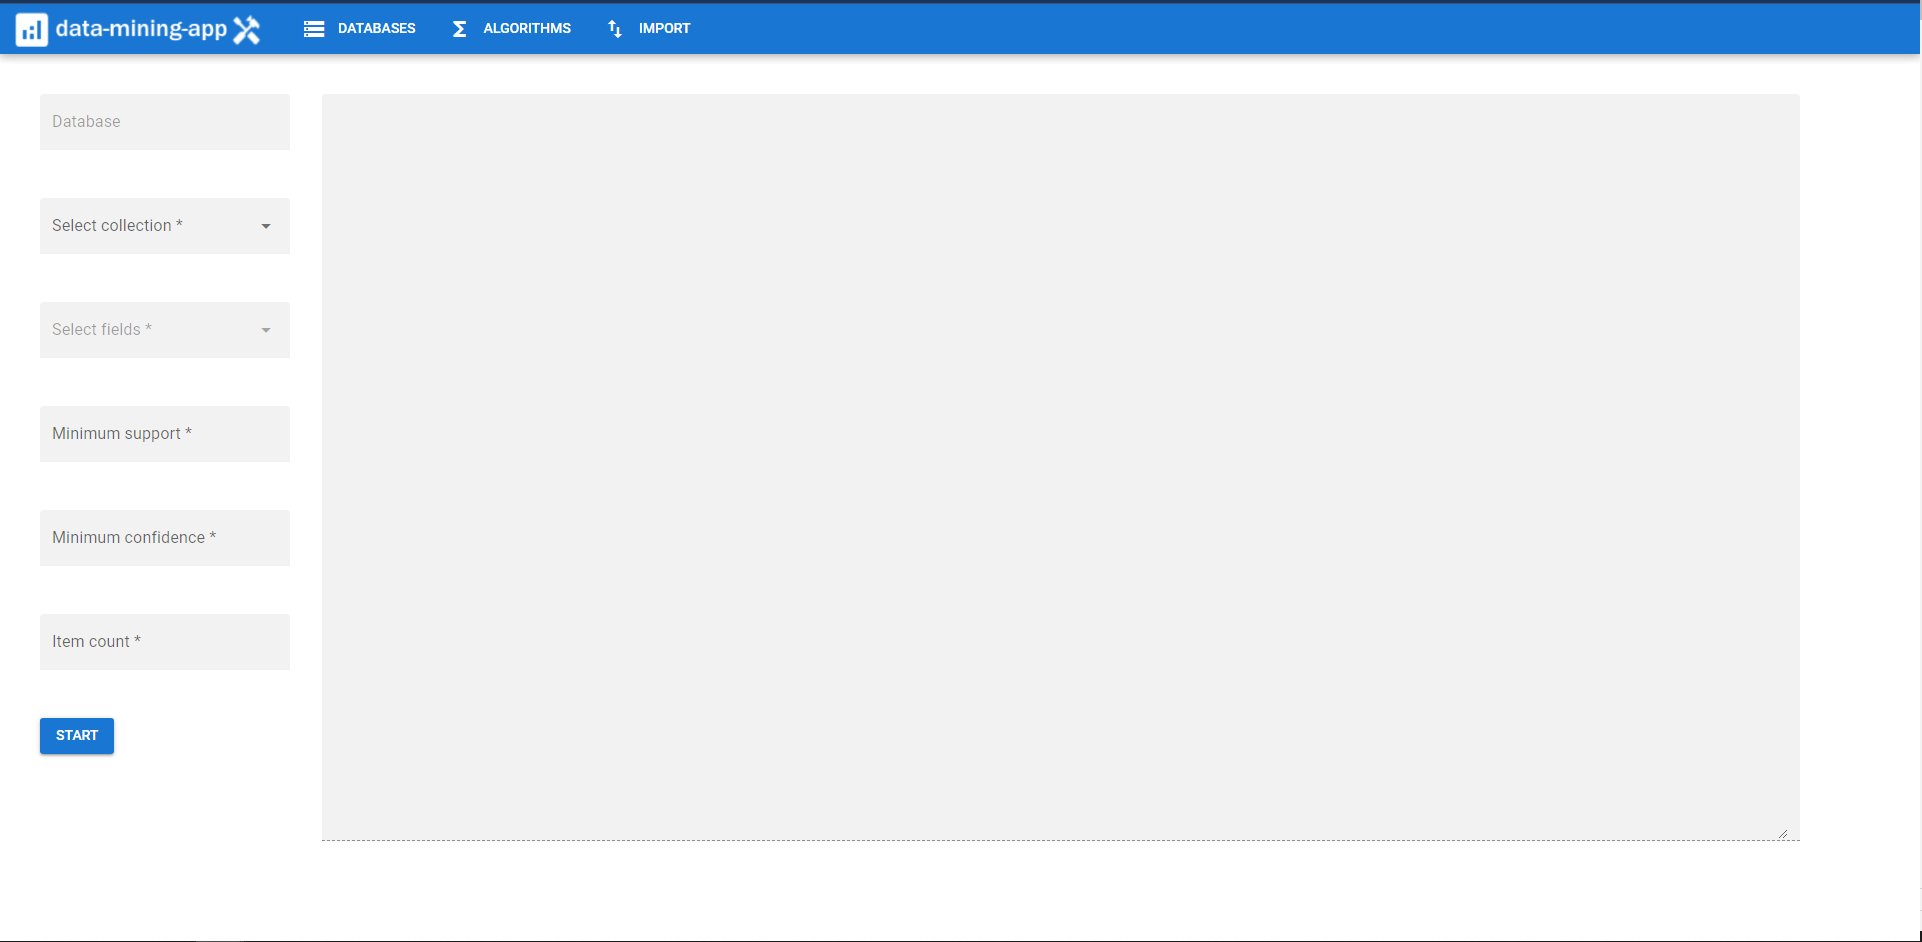 data-mining-app DATABASES ALGORITHMS IMPORT
Database
Select collection *
Select fields *
Minimum support *
Minimum confidence *
Item count *
START